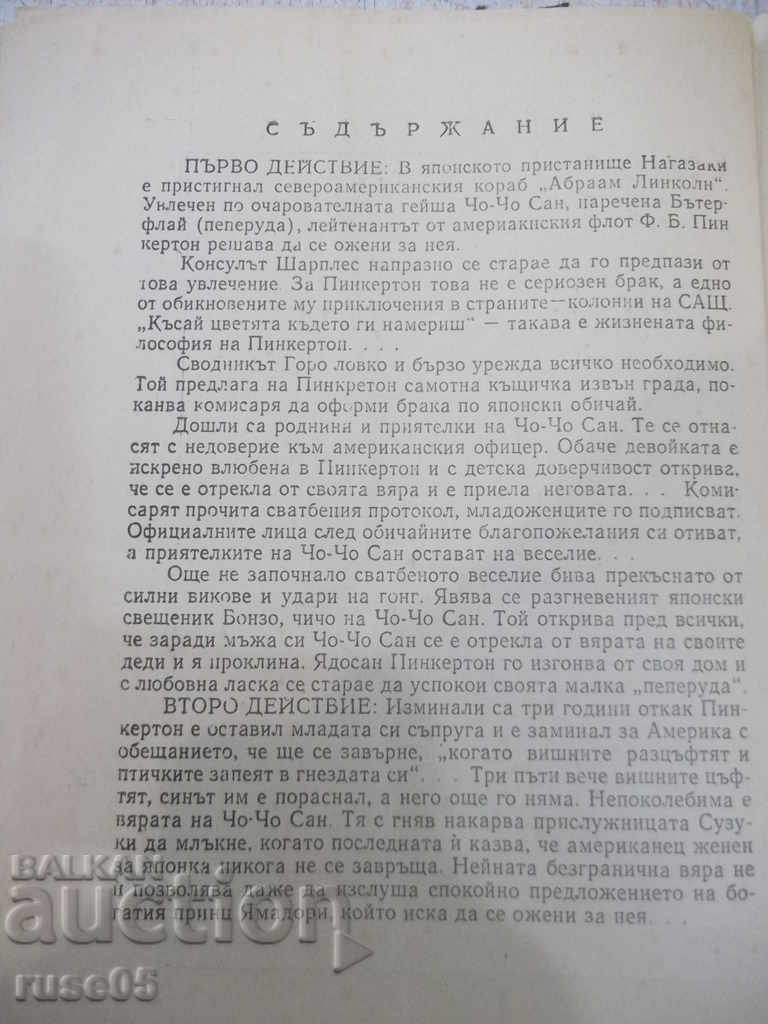 СЪДЪРЖАНИЕ
ПЪРВО ДЕЙСТВИЕ: В японското пристанище Нагазаки
е пристигнал североамериканския кораб „Абраам Линколн“.
Увлечен по очарователната гейша Чо-Чо Сан, наречена Бътер-
флай (пеперуда), лейтенантът от америакнския флот Ф. Б. Пин
кертон решава да се ожени за нея.
Консулът Шарплес напразно се старае да го предпази от
това увлечение. За Пинкертон това не е сериозен брак, а едно
от обикновените му приключения в страните—колонии на САЩ.
„Късай цветята където ги намериш“ — такава е жизнената фи-
лософия на Пинкертон. . . .
Сводникът Горо ловко и бързо урежда всичко необходимо.
Той предлага на Пинкретон самотна къщичка извън града, по-
канва комисаря да оформи брака по японски обичай.
Дошли са роднини и приятелки на Чо-Чо Сан. Те се отна-
сят с недоверие към американския офицер. Обаче девойката е
искрено влюбена в Пинкертон и с детска доверчивост открива,
че се е отрекла от своята вяра и е приела неговата. . . Коми-
сарят прочита сватбения протокол, младоженците го подписват.
Официалните лица след обичайните благопожелания си отиват,
а приятелките на Чо-Чо Сан остават на веселие. . .
Още не започнало сватбеното веселие бива прекъснато от
силни викове и удари на гонг. Явява се разгневеният японски
свещеник Бонзо, чичо на Чо-Чо Сан. Той открива пред всички,
че заради мъжа си Чо-Чо Сан се е отрекла от вярата на своите
деди и я проклина. Ядосан Пинкертон го изгонва от своя дом и
с любовна ласка се старае да успокои своята малка „пеперуда“.
ВТОРО ДЕЙСТВИЕ: Изминали са три години откак Пин-
кертон е оставил младата си съпруга и е заминал за Америка с
обещанието, че ще се завърне, „когато вишните разцъфтят и
птичките запеят в гнездата си“. . . Три пъти вече вишните цъф-
тят, синът им е пораснал, а него още го няма. Непоколебима е
вярата на Чо-Чо Сан. Тя с гняв накарва прислужницата Сузу-
ки да млъкне, когато последната ѝ казва, че американец женен
за японка никога не се завръща. Нейната безгранична вяра не
и позволява даже да изслуша спокойно предложението на бо-
гатия принц Ямадори, който иска да се ожени за нея. . .
BALKAN
auction
ruse05